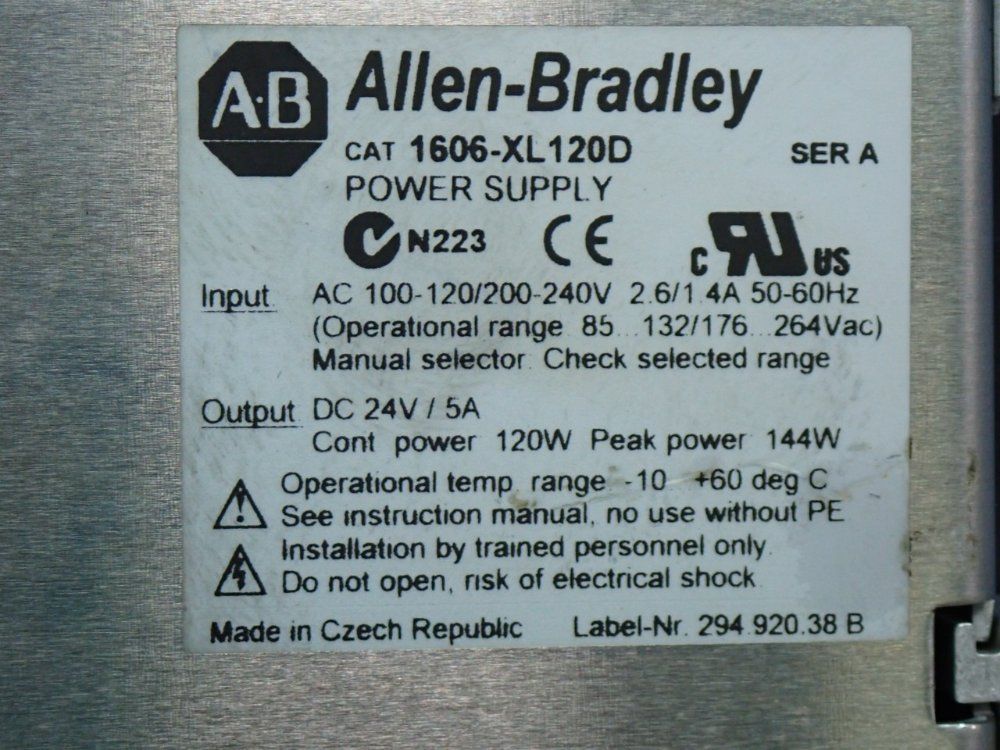 A·B Allen-Bradley
CAT 1606-XL120D SER A
POWER SUPPLY
N223 CE c RU US
Input AC 100-120/200-240V 2.6/1.4A 50-60Hz
(Operational range 85...132/176...264Vac)
Manual selector. Check selected range
Output DC 24V / 5A
Cont power 120W Peak power 144W
Operational temp. range -10 +60 deg C
See instruction manual, no use without PE
Installation by trained personnel only.
Do not open, risk of electrical shock
Made in Czech Republic Label-Nr. 294.920.38 B